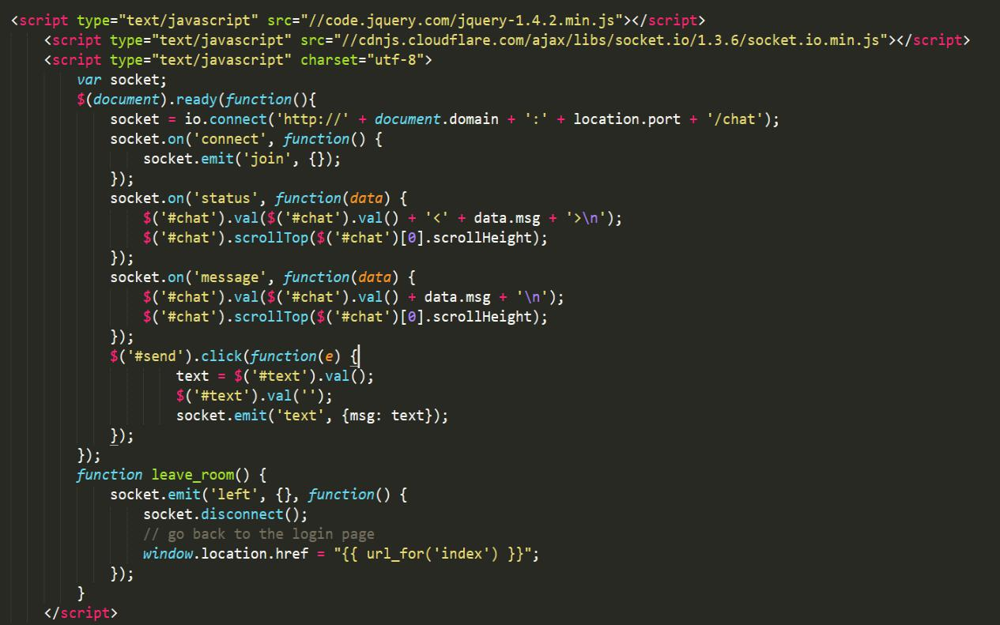 <script type="text/javascript" src="//code.jquery.com/jquery-1.4.2.min.js"></script>
    <script type="text/javascript" src="//cdnjs.cloudflare.com/ajax/libs/socket.io/1.3.6/socket.io.min.js"></script>
    <script type="text/javascript" charset="utf-8">
        var socket;
        $(document).ready(function(){
            socket = io.connect('http://' + document.domain + ':' + location.port + '/chat');
            socket.on('connect', function() {
                socket.emit('join', {});
            });
            socket.on('status', function(data) {
                $('#chat').val($('#chat').val() + '<' + data.msg + '>\n');
                $('#chat').scrollTop($('#chat')[0].scrollHeight);
            });
            socket.on('message', function(data) {
                $('#chat').val($('#chat').val() + data.msg + '\n');
                $('#chat').scrollTop($('#chat')[0].scrollHeight);
            });
            $('#send').click(function(e) {
                    text = $('#text').val();
                    $('#text').val('');
                    socket.emit('text', {msg: text});
            });
        });
        function leave_room() {
            socket.emit('left', {}, function() {
                socket.disconnect();
                // go back to the login page
                window.location.href = "{{ url_for('index') }}";
            });
        }
    </script>